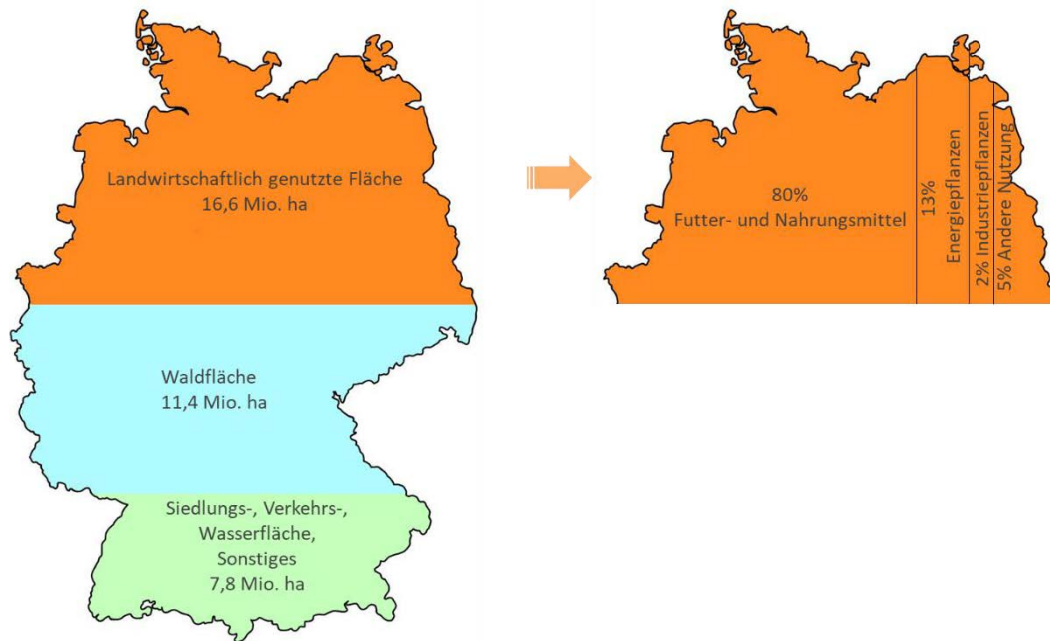 Landwirtschaftlich genutzte Fläche
16,6 Mio. ha
Waldfläche
11,4 Mio. ha
Siedlungs-, Verkehrs-,
Wasserfläche,
Sonstiges
7,8 Mio. ha
80%
Futter- und Nahrungsmittel
13%
Energiepflanzen
2% Industriepflanzen
5% Andere Nutzung